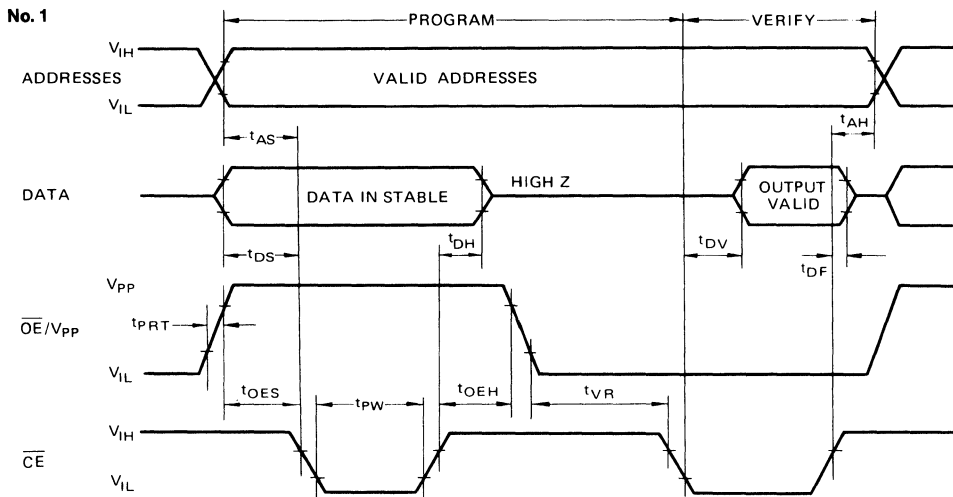 No. 1
PROGRAM
VERIFY
VIH
ADDRESSES
VALID ADDRESSES
VIL
tAS
tAH
DATA
DATA IN STABLE
HIGH Z
OUTPUT
VALID
tDS
tDH
tDV
tDF
VPP
tPRT
OE/VPP
VIL
tOES
tPW
tOEH
tVR
VIH
CE
VIL